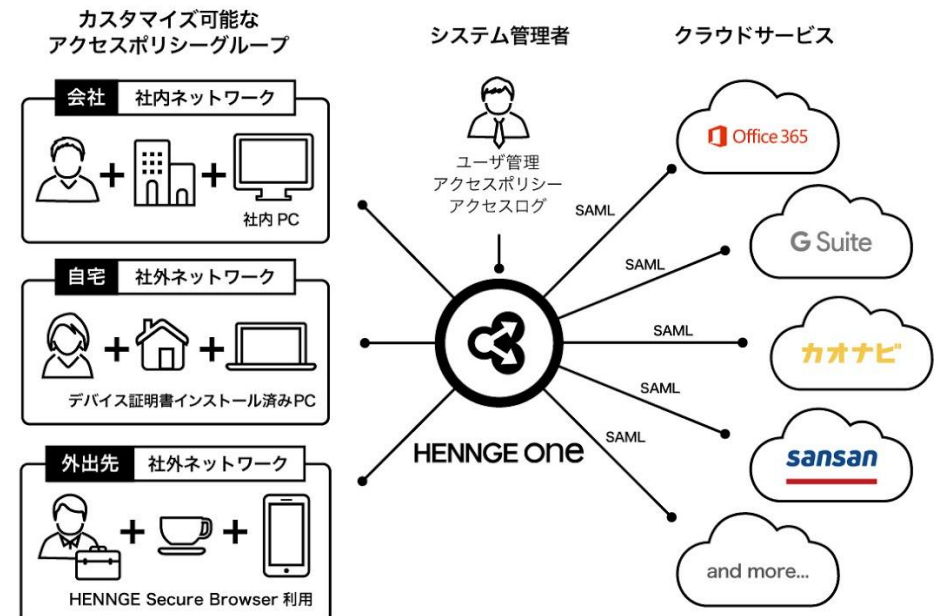 カスタマイズ可能な
アクセスポリシーグループ
会社 社内ネットワーク
社内 PC
自宅 社外ネットワーク
デバイス証明書インストール済みPC
外出先 社外ネットワーク
HENNGE Secure Browser 利用
システム管理者
ユーザ管理
アクセスポリシー
アクセスログ
HENNGE one
クラウドサービス
SAML
Office 365
SAML
G Suite
SAML
カオナビ
SAML
sansan
SAML
and more...